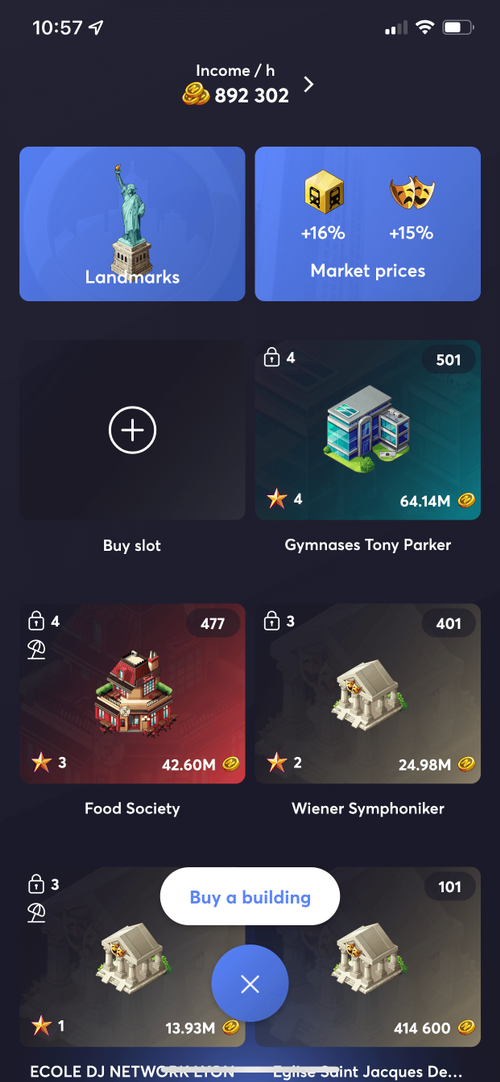 10:57
Income / h
892 302
+16%
+15%
Landmarks
Market prices
4
501
4
64.14M
Buy slot
Gymnases Tony Parker
4
477
3
401
3
42.60M
2
24.98M
Food Society
Wiener Symphoniker
3
101
Buy a building
1
13.93M
414 600
ECOLE DJ NETWORK LYON
Eglise Saint Jacques De...